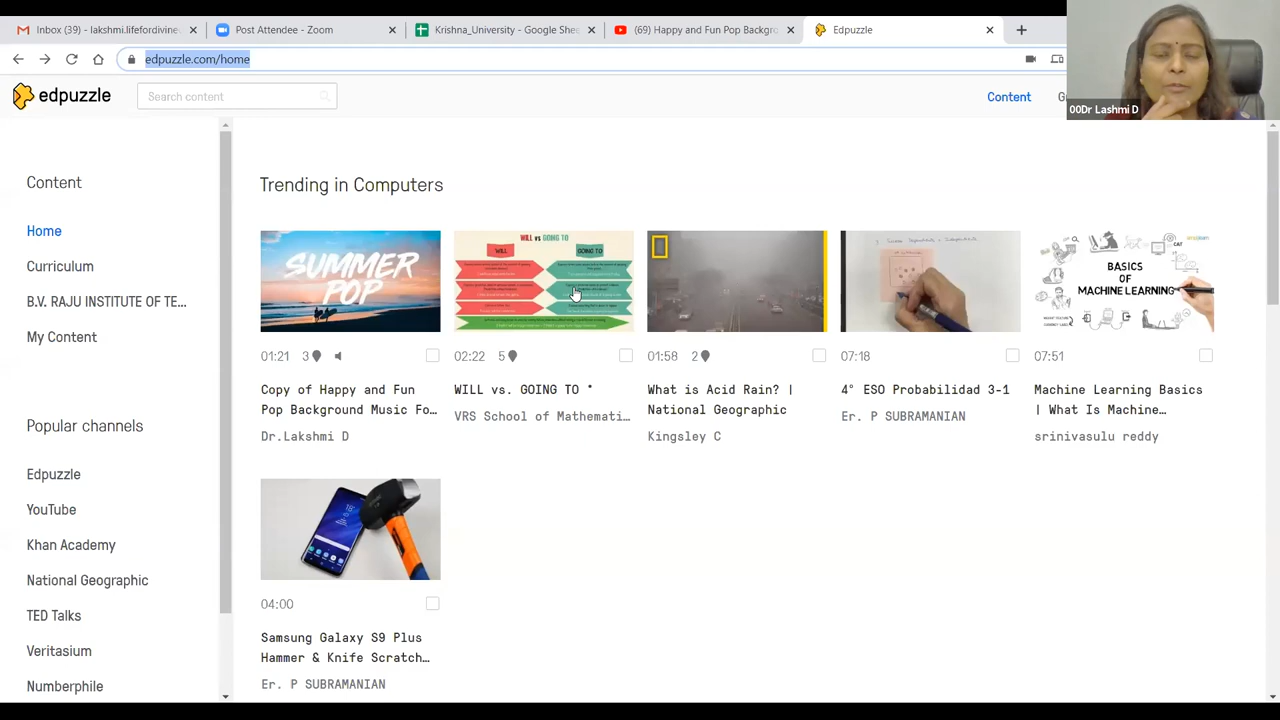 Inbox (39) - lakshmi.lifefordivine
Post Attendee - Zoom
Krishna_University - Google Shee
(69) Happy and Fun Pop Backgro
Edpuzzle
edpuzzle.com/home
edpuzzle
Search content
Content
00Dr Lashmi D
Content
Home
Curriculum
B.V. RAJU INSTITUTE OF TE...
My Content
Popular channels
Edpuzzle
YouTube
Khan Academy
National Geographic
TED Talks
Veritasium
Numberphile
Trending in Computers
SUMMER
POP
01:21 3
Copy of Happy and Fun
Pop Background Music Fo...
Dr.Lakshmi D
WILL vs GOING TO
WILL
GOING TO
02:22 5
WILL vs. GOING TO *
VRS School of Mathemati...
01:58 2
What is Acid Rain? |
National Geographic
Kingsley C
07:18
4° ESO Probabilidad 3-1
Er. P SUBRAMANIAN
CAT
BASICS
OF
MACHINE LEARNING
07:51
Machine Learning Basics
| What Is Machine...
srinivasulu reddy
04:00
Samsung Galaxy S9 Plus
Hammer & Knife Scratch...
Er. P SUBRAMANIAN